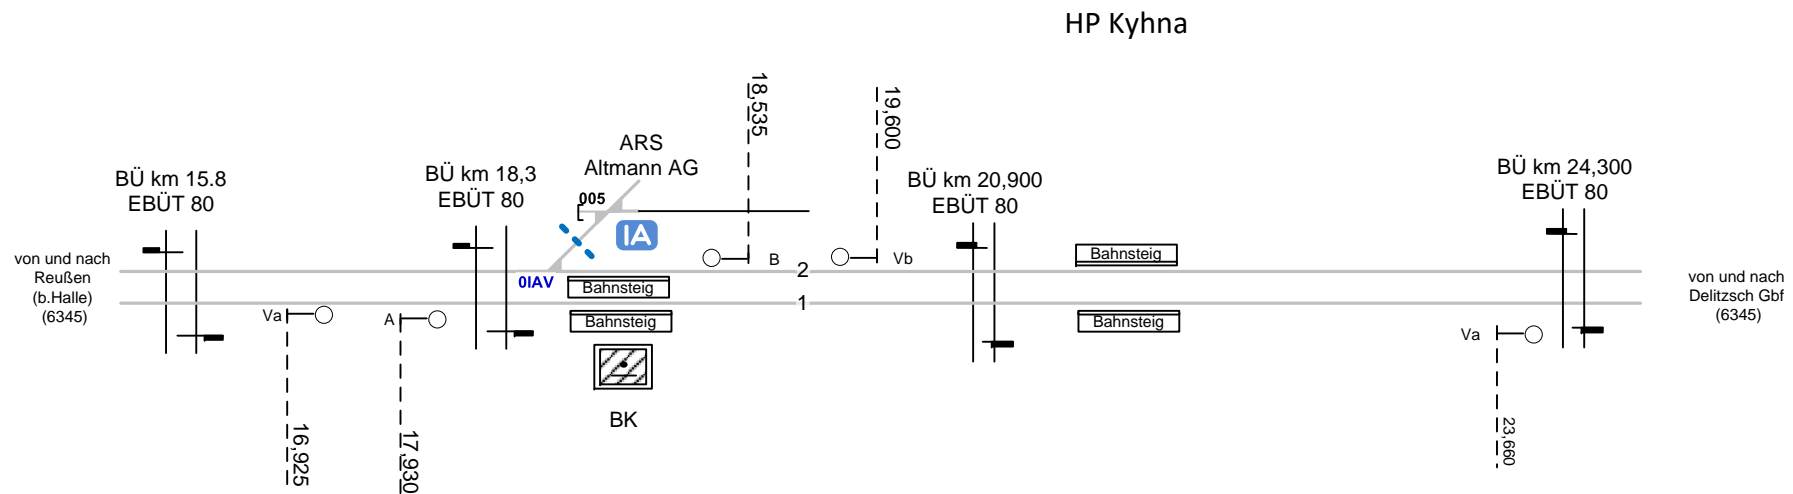 HP Kyhna
18,535
19,600
ARS
Altmann AG
BÜ km 15.8
EBÜT 80
BÜ km 18,3
EBÜT 80
005
IA
BÜ km 20,900
EBÜT 80
BÜ km 24,300
EBÜT 80
von und nach
Reußen
(b.Halle)
(6345)
B
Vb
Bahnsteig
2
0IAV
Bahnsteig
1
von und nach
Delitzsch Gbf
(6345)
Va
A
Bahnsteig
Bahnsteig
Va
BK
16,925
17,930
23,660